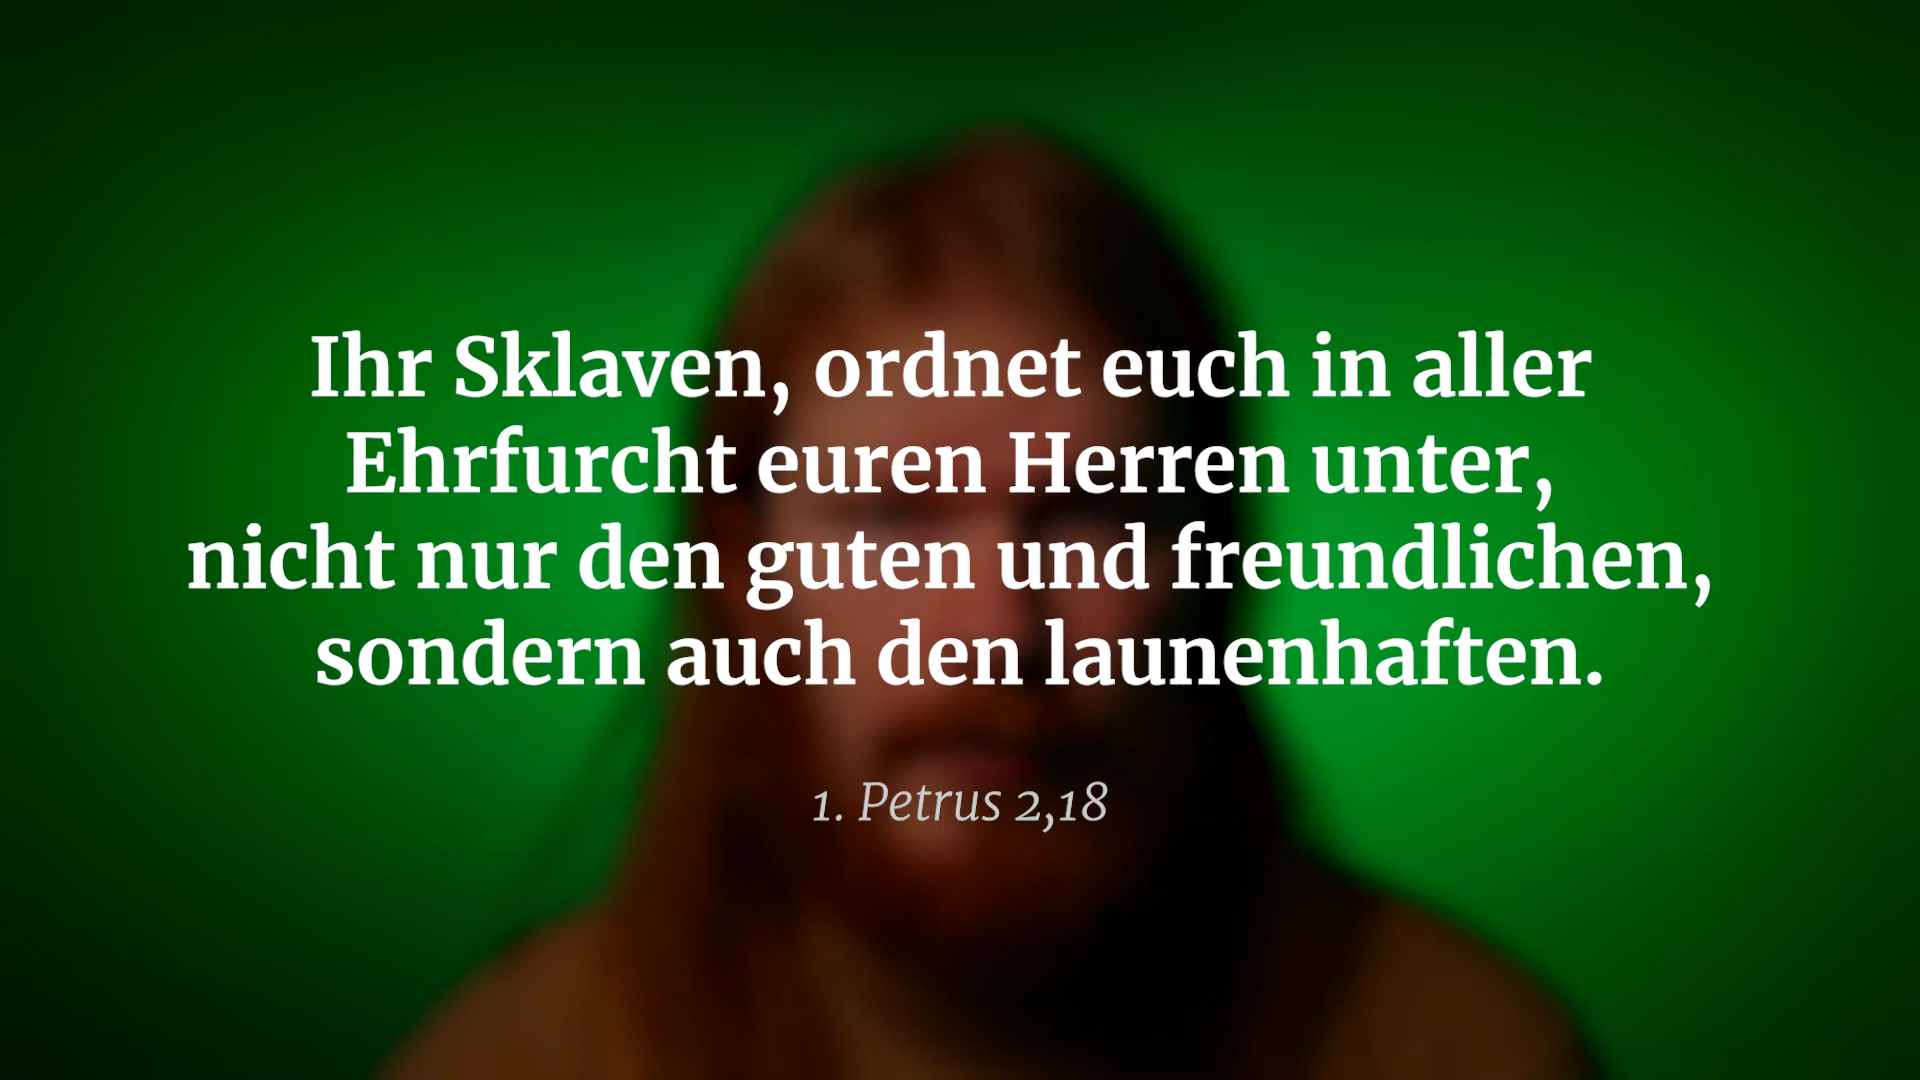 Ihr Sklaven, ordnet euch in aller
Ehrfurcht euren Herren unter,
nicht nur den guten und freundlichen,
sondern auch den launenhaften.
1. Petrus 2,18